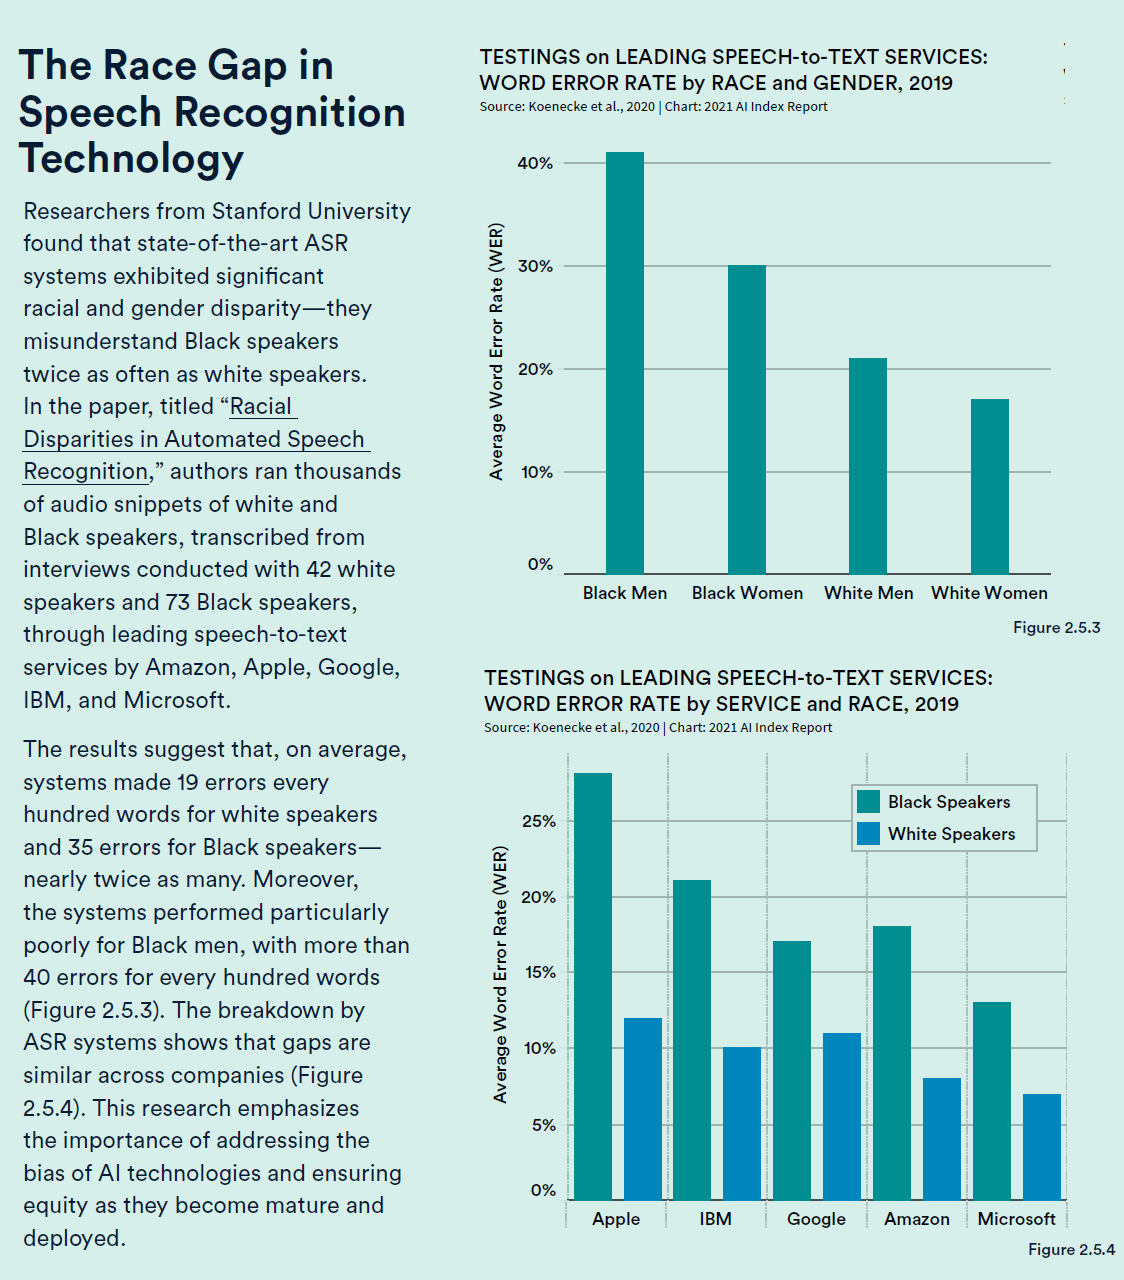 The Race Gap in
Speech Recognition
Technology
Researchers from Stanford University
found that state-of-the-art ASR
systems exhibited significant
racial and gender disparity—they
misunderstand Black speakers
twice as often as white speakers.
In the paper, titled “Racial
Disparities in Automated Speech
Recognition,” authors ran thousands
of audio snippets of white and
Black speakers, transcribed from
interviews conducted with 42 white
speakers and 73 Black speakers,
through leading speech-to-text
services by Amazon, Apple, Google,
IBM, and Microsoft.
The results suggest that, on average,
systems made 19 errors every
hundred words for white speakers
and 35 errors for Black speakers—
nearly twice as many. Moreover,
the systems performed particularly
poorly for Black men, with more than
40 errors for every hundred words
(Figure 2.5.3). The breakdown by
ASR systems shows that gaps are
similar across companies (Figure
2.5.4). This research emphasizes
the importance of addressing the
bias of AI technologies and ensuring
equity as they become mature and
deployed.
TESTINGS on LEADING SPEECH-to-TEXT SERVICES:
WORD ERROR RATE by RACE and GENDER, 2019
Source: Koenecke et al., 2020 | Chart: 2021 AI Index Report
Average Word Error Rate (WER)
40%
30%
20%
10%
0%
Black Men Black Women White Men White Women
Figure 2.5.3
TESTINGS on LEADING SPEECH-to-TEXT SERVICES:
WORD ERROR RATE by SERVICE and RACE, 2019
Source: Koenecke et al., 2020 | Chart: 2021 AI Index Report
Black Speakers
White Speakers
Average Word Error Rate (WER)
25%
20%
15%
10%
5%
0%
Apple IBM Google Amazon Microsoft
Figure 2.5.4